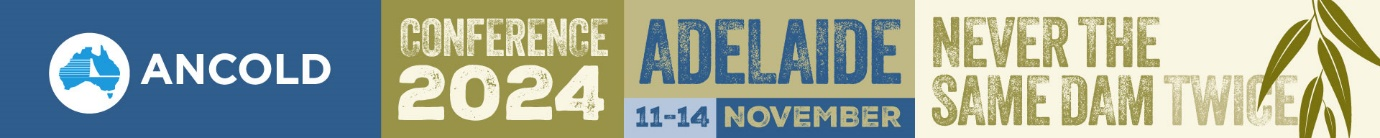 ANCOLD
CONFERENCE
2024
ADELAIDE
11-14 NOVEMBER
NEVER THE
SAME DAM TWICE